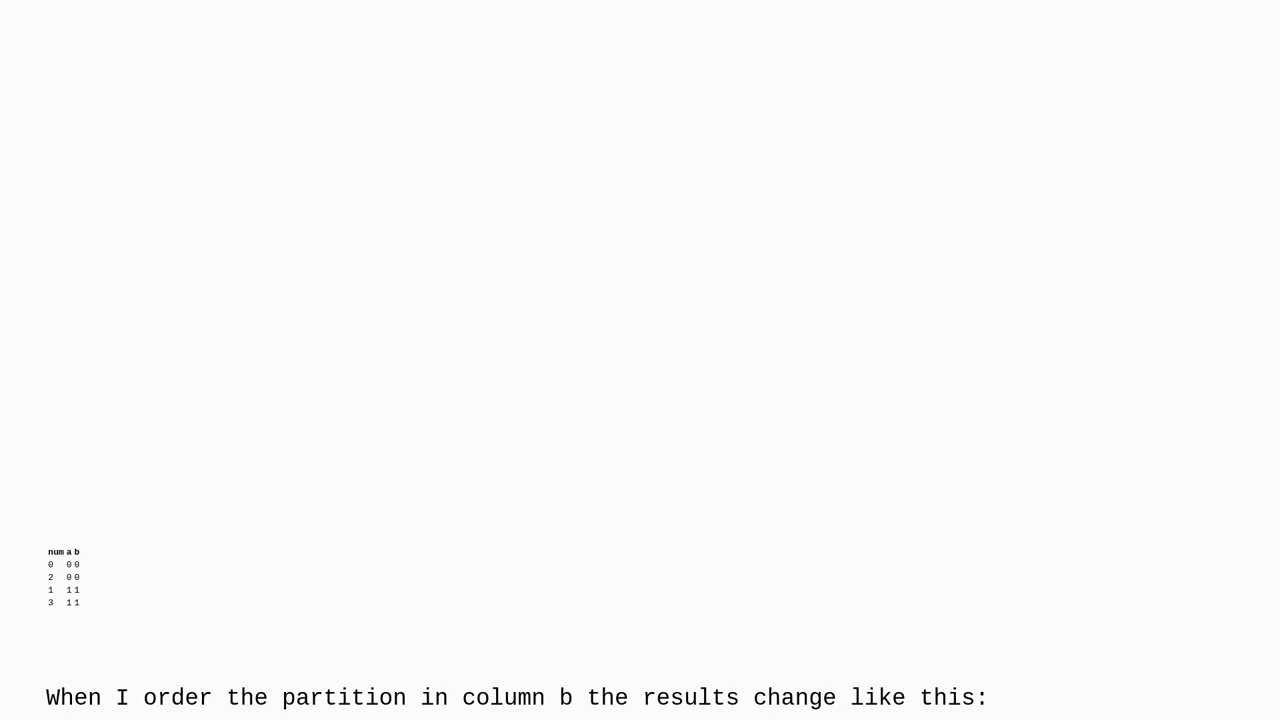 num a b
0 0 0
2 0 0
1 1 1
3 1 1
When I order the partition in column b the results change like this: